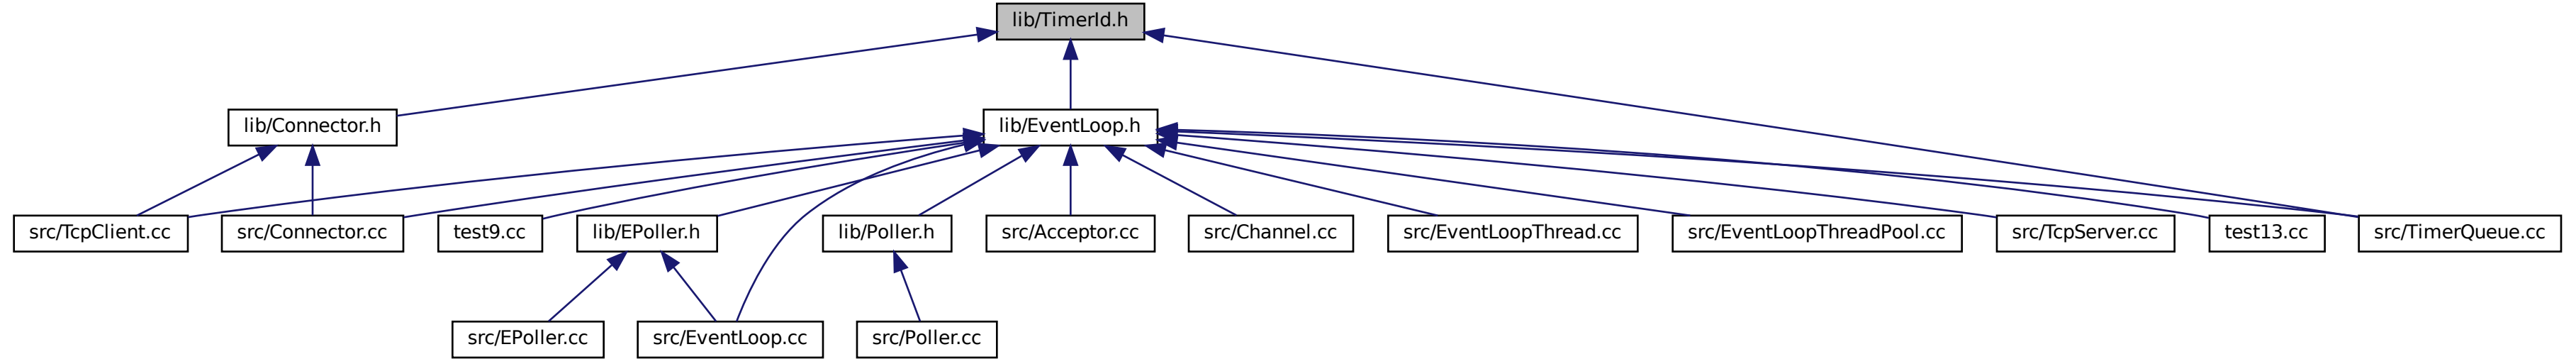 lib/TimerId.h
lib/Connector.h
lib/EventLoop.h
src/TcpClient.cc
src/Connector.cc
test9.cc
lib/EPoller.h
lib/Poller.h
src/Acceptor.cc
src/Channel.cc
src/EventLoopThread.cc
src/EventLoopThreadPool.cc
src/TcpServer.cc
test13.cc
src/TimerQueue.cc
src/EPoller.cc
src/EventLoop.cc
src/Poller.cc